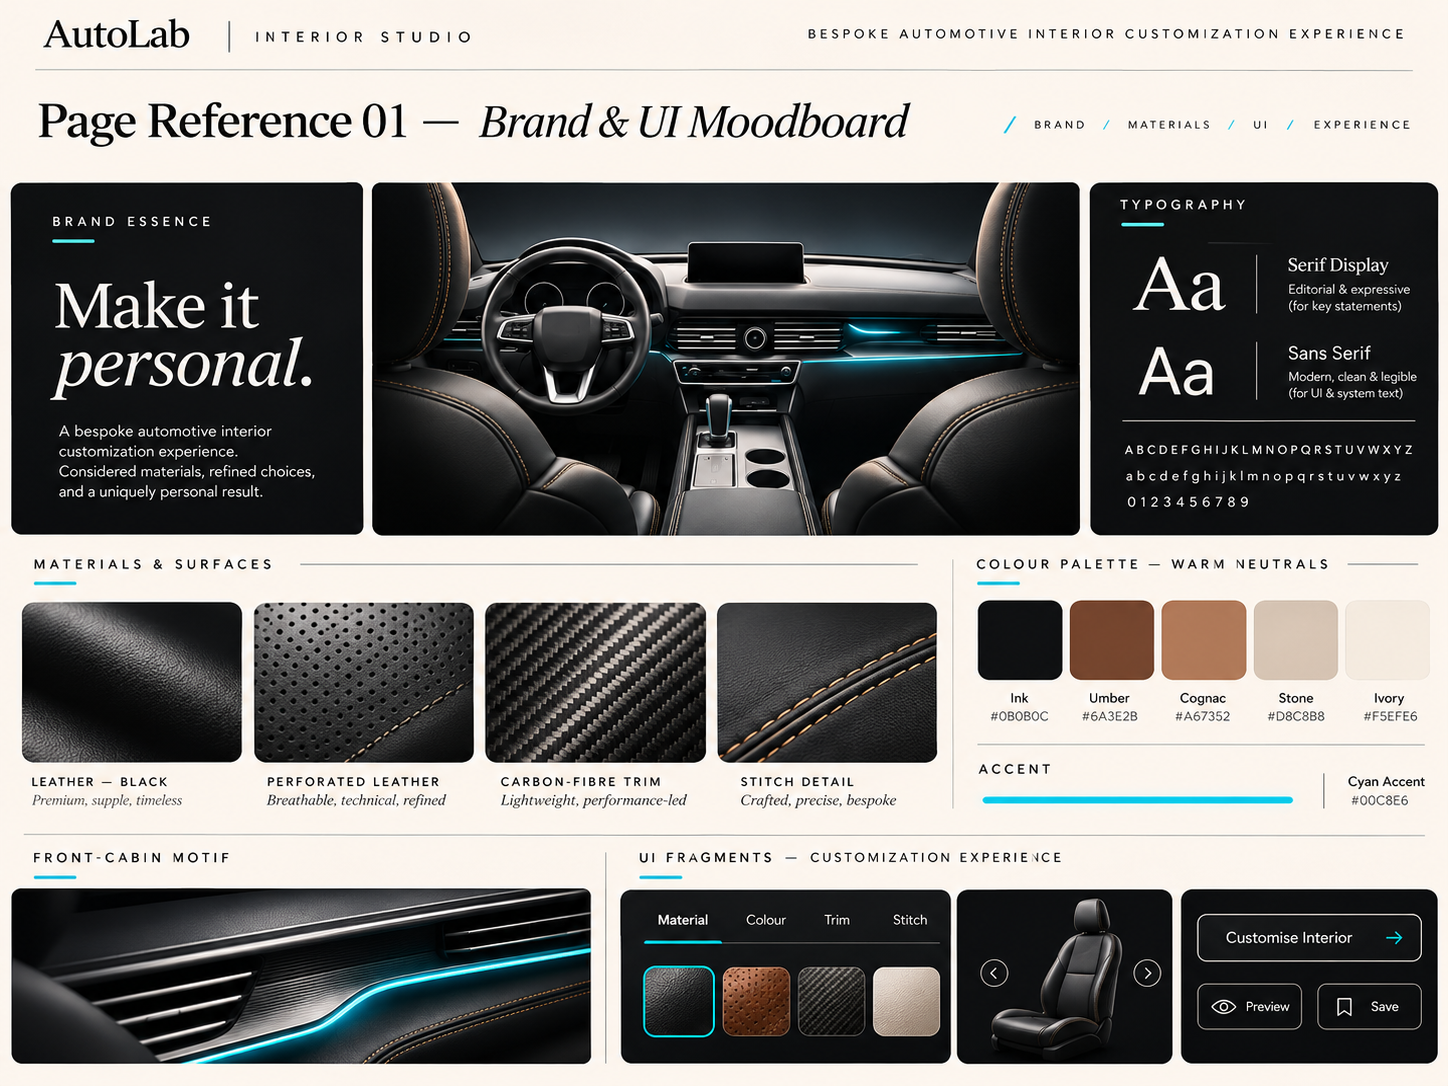 AutoLab
INTERIOR STUDIO
BESPOKE AUTOMOTIVE INTERIOR CUSTOMIZATION EXPERIENCE
Page Reference 01 — Brand & UI Moodboard
/ BRAND / MATERIALS / UI / EXPERIENCE
BRAND ESSENCE
Make it
personal.
A bespoke automotive interior
customization experience.
Considered materials, refined choices,
and a uniquely personal result.
TYPOGRAPHY
Aa
Serif Display
Editorial & expressive
(for key statements)
Aa
Sans Serif
Modern, clean & legible
(for UI & system text)
ABCDEFGHIJKLMNOPQRSTUVWXYZ
abcdefghijklmnopqrstuvwxyz
0123456789
MATERIALS & SURFACES
LEATHER — BLACK
Premium, supple, timeless
PERFORATED LEATHER
Breathable, technical, refined
CARBON-FIBRE TRIM
Lightweight, performance-led
STITCH DETAIL
Crafted, precise, bespoke
COLOUR PALETTE — WARM NEUTRALS
Ink
#0B0B0C
Umber
#6A3E2B
Cognac
#A67352
Stone
#D8C8B8
Ivory
#F5EFE6
ACCENT
Cyan Accent
#00C8E6
FRONT-CABIN MOTIF
UI FRAGMENTS — CUSTOMIZATION EXPERIENCE
Material
Colour
Trim
Stitch
Customise Interior
Preview
Save